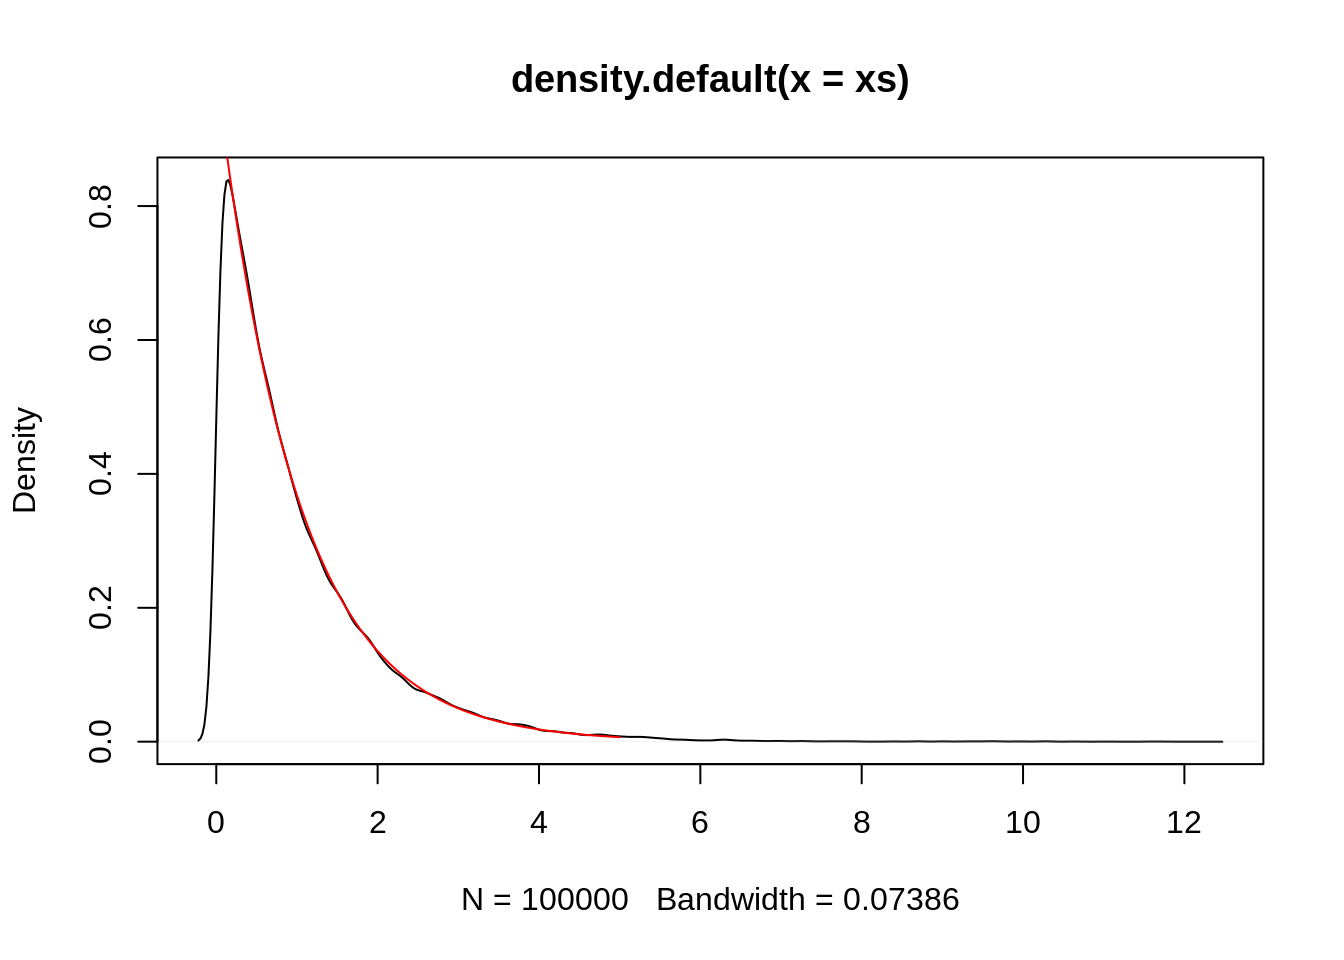 density.default(x = xs)
Density
0.8
0.6
0.4
0.2
0.0
0 2 4 6 8 10 12
N = 100000 Bandwidth = 0.07386